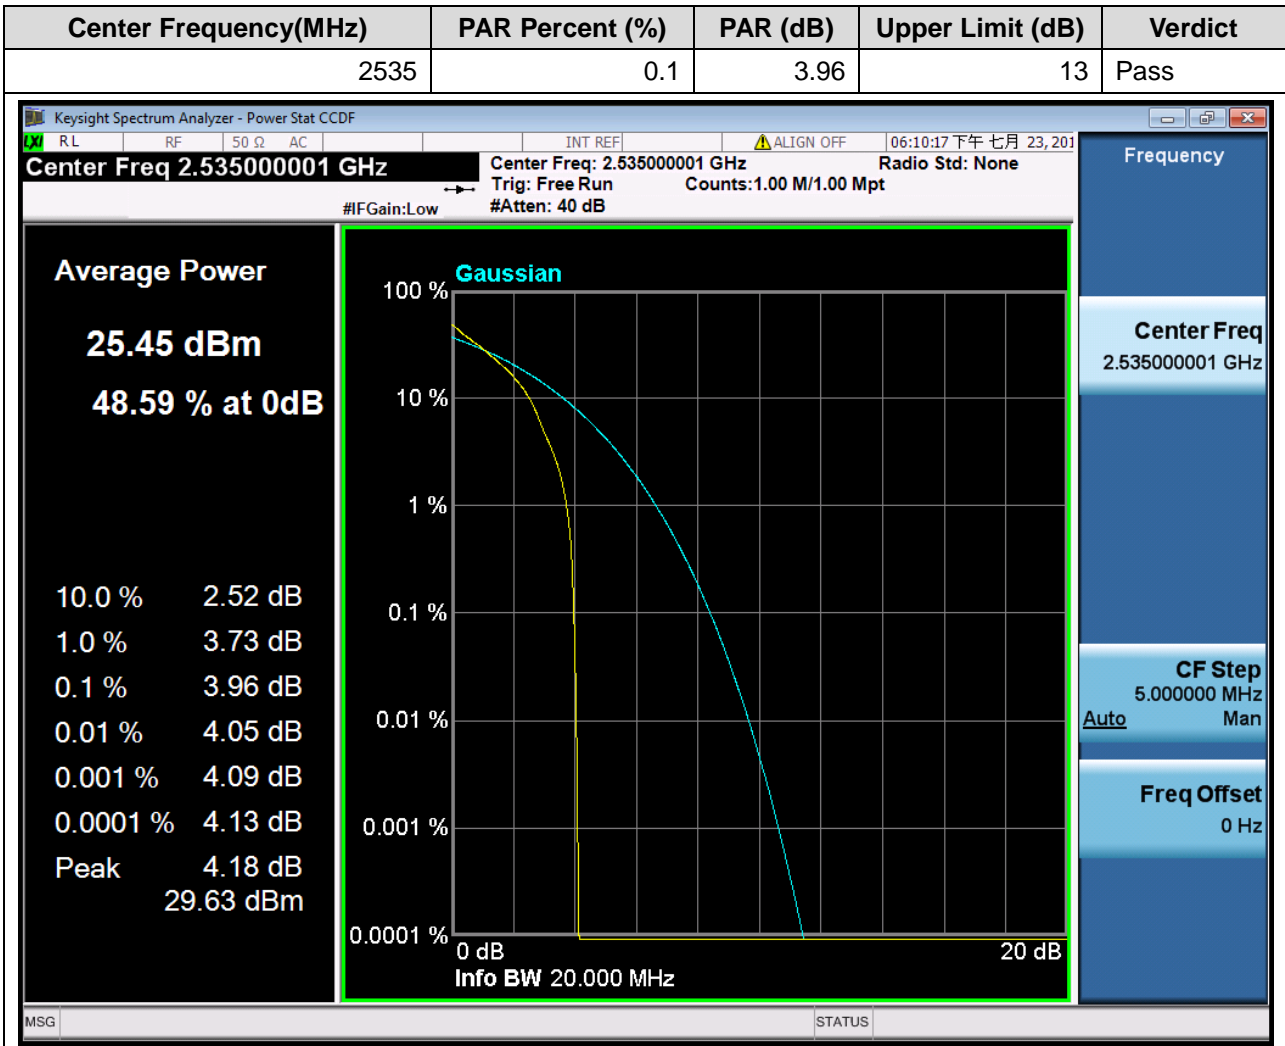 Center Frequency(MHz) PAR Percent (%) PAR (dB) Upper Limit (dB) Verdict
2535 0.1 3.96 13 Pass
Keysight Spectrum Analyzer - Power Stat CCDF
LXI RL RF 50 Ω AC INT REF ALIGN OFF 06:10:17 下午 七月 23, 201
Center Freq 2.535000001 GHz
Center Freq: 2.535000001 GHz Radio Std: None
Trig: Free Run Counts:1.00 M/1.00 Mpt
#IFGain:Low #Atten: 40 dB
Frequency
Average Power
25.45 dBm
48.59 % at 0dB
10.0 % 2.52 dB
1.0 % 3.73 dB
0.1 % 3.96 dB
0.01 % 4.05 dB
0.001 % 4.09 dB
0.0001 % 4.13 dB
Peak 4.18 dB
29.63 dBm
Gaussian
100 %
10 %
1 %
0.1 %
0.01 %
0.001 %
0.0001 %
0 dB 20 dB
Info BW 20.000 MHz
Center Freq
2.535000001 GHz
CF Step
5.000000 MHz
Auto Man
Freq Offset
0 Hz
MSG STATUS